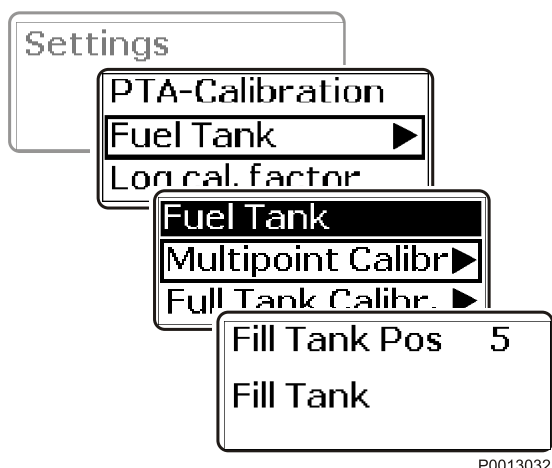 Settings
PTA-Calibration
Fuel Tank ▶
Log cal. factor
Fuel Tank
Multipoint Calibr▶
Full Tank Calibr. ▶
Fill Tank Pos 5
Fill Tank
P0013032